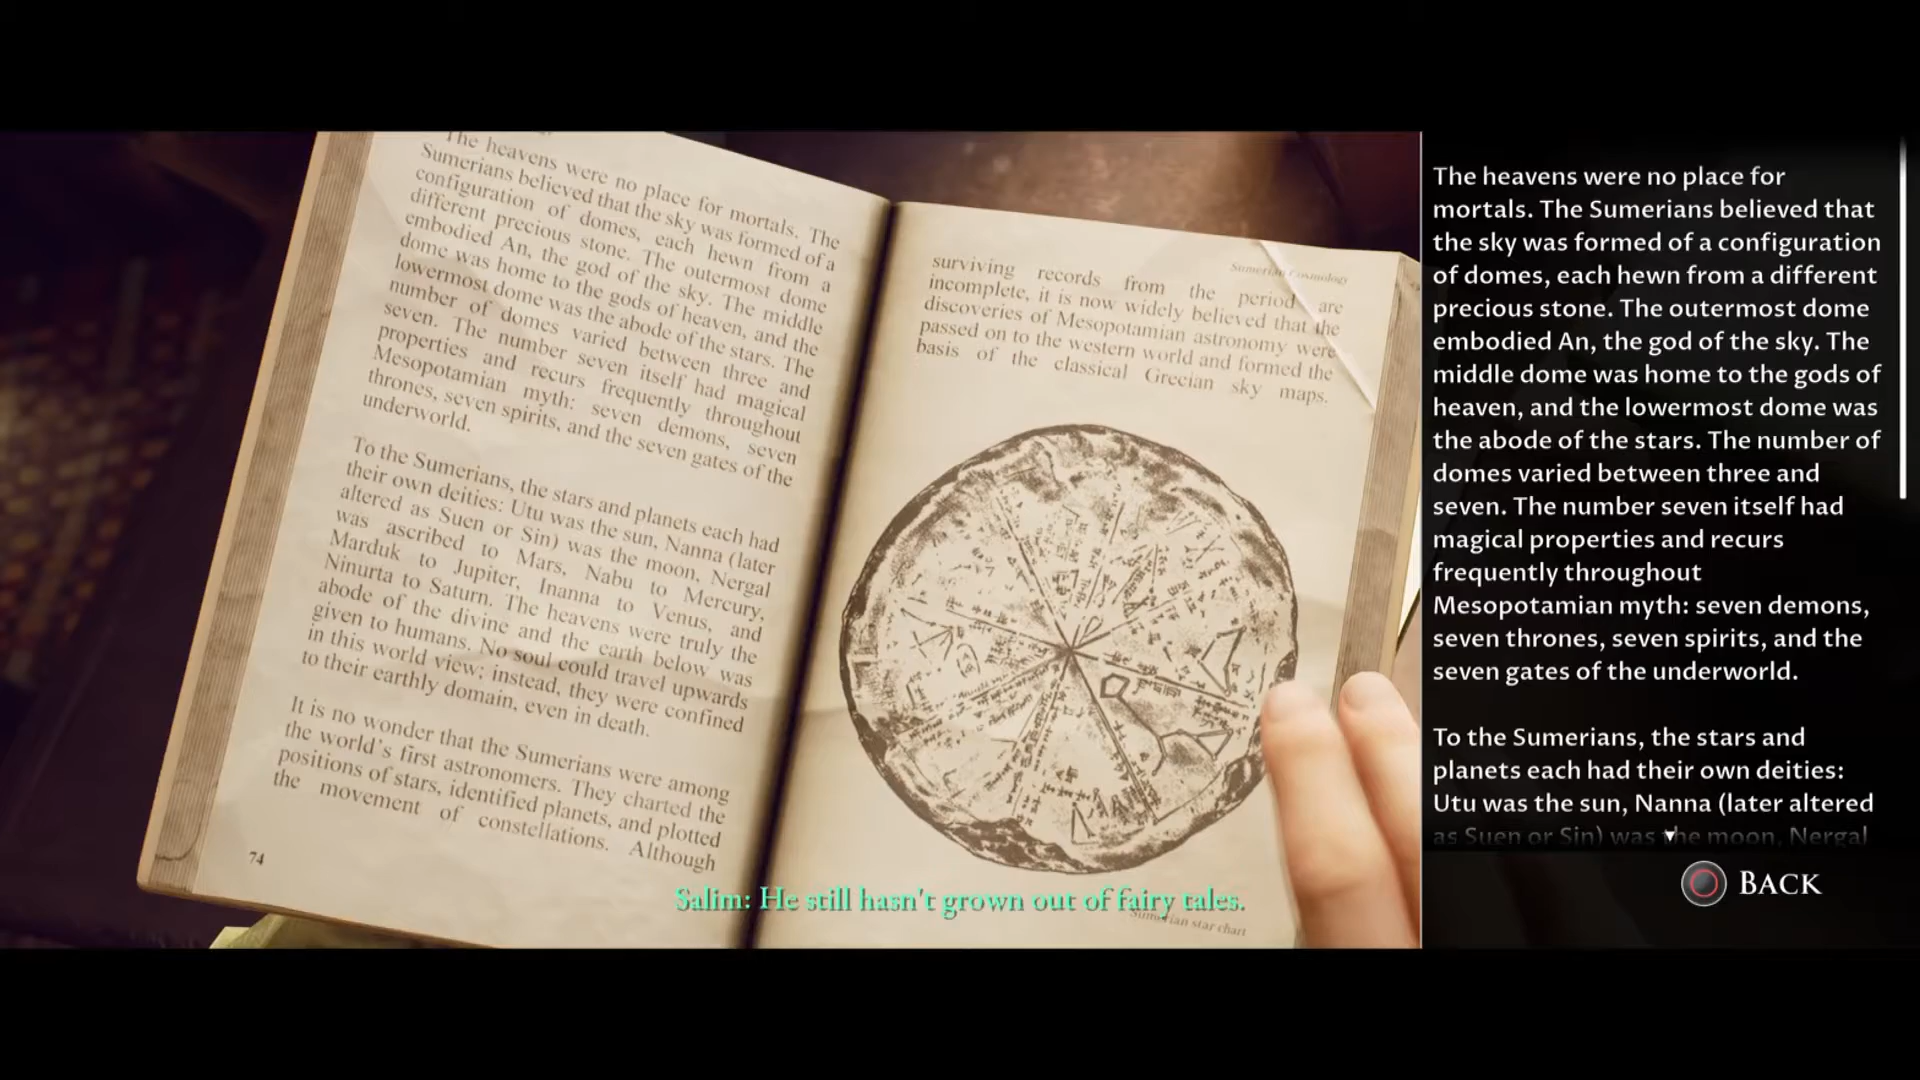 The heavens were no place for mortals. The
Sumerians believed that the sky was formed of a
configuration of domes, each hewn from a
different precious stone. The outermost dome
embodied An, the god of the sky. The middle
dome was home to the gods of heaven, and the
lowermost dome was the abode of the stars. The
number of domes varied between three and
seven. The number seven itself had magical
properties and recurs frequently throughout
Mesopotamian myth: seven demons, seven
thrones, seven spirits, and the seven gates of the
underworld.
To the Sumerians, the stars and planets each had
their own deities: Utu was the sun, Nanna (later
altered as Suen or Sin) was the moon, Nergal
was ascribed to Mars, Nabu to Mercury,
Marduk to Jupiter, Inanna to Venus, and
Ninurta to Saturn. The heavens were truly the
abode of the divine and the earth below was
given to humans. No soul could travel upwards
in this world view; instead, they were confined
to their earthly domain, even in death.
It is no wonder that the Sumerians were among
the world's first astronomers. They charted the
positions of stars, identified planets, and plotted
the movement of constellations. Although
74
Sumerian Cosmology
surviving records from the period are
incomplete, it is now widely believed that the
discoveries of Mesopotamian astronomy were
passed on to the western world and formed the
basis of the classical Grecian sky maps.
Sumerian star chart
Salim: He still hasn't grown out of fairy tales.
The heavens were no place for
mortals. The Sumerians believed that
the sky was formed of a configuration
of domes, each hewn from a different
precious stone. The outermost dome
embodied An, the god of the sky. The
middle dome was home to the gods of
heaven, and the lowermost dome was
the abode of the stars. The number of
domes varied between three and
seven. The number seven itself had
magical properties and recurs
frequently throughout
Mesopotamian myth: seven demons,
seven thrones, seven spirits, and the
seven gates of the underworld.
To the Sumerians, the stars and
planets each had their own deities:
Utu was the sun, Nanna (later altered
as Suen or Sin) was the moon, Nergal
BACK